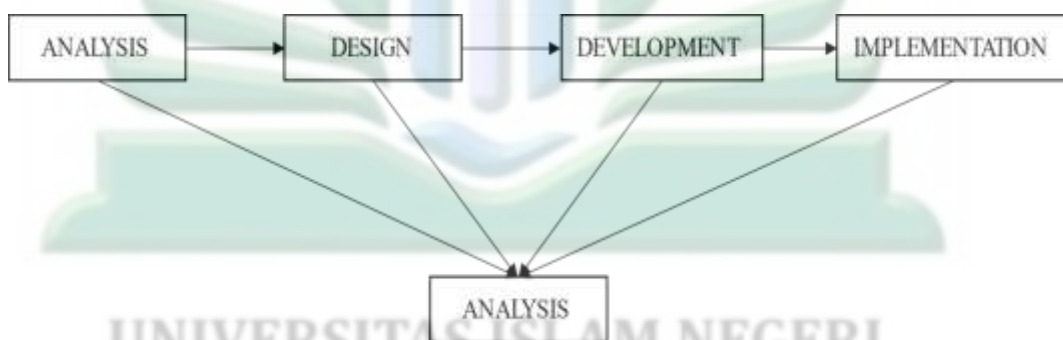 ANALYSIS DESIGN DEVELOPMENT IMPLEMENTATION
ANALYSIS
UNIVERSITAS ISLAM NEGERI